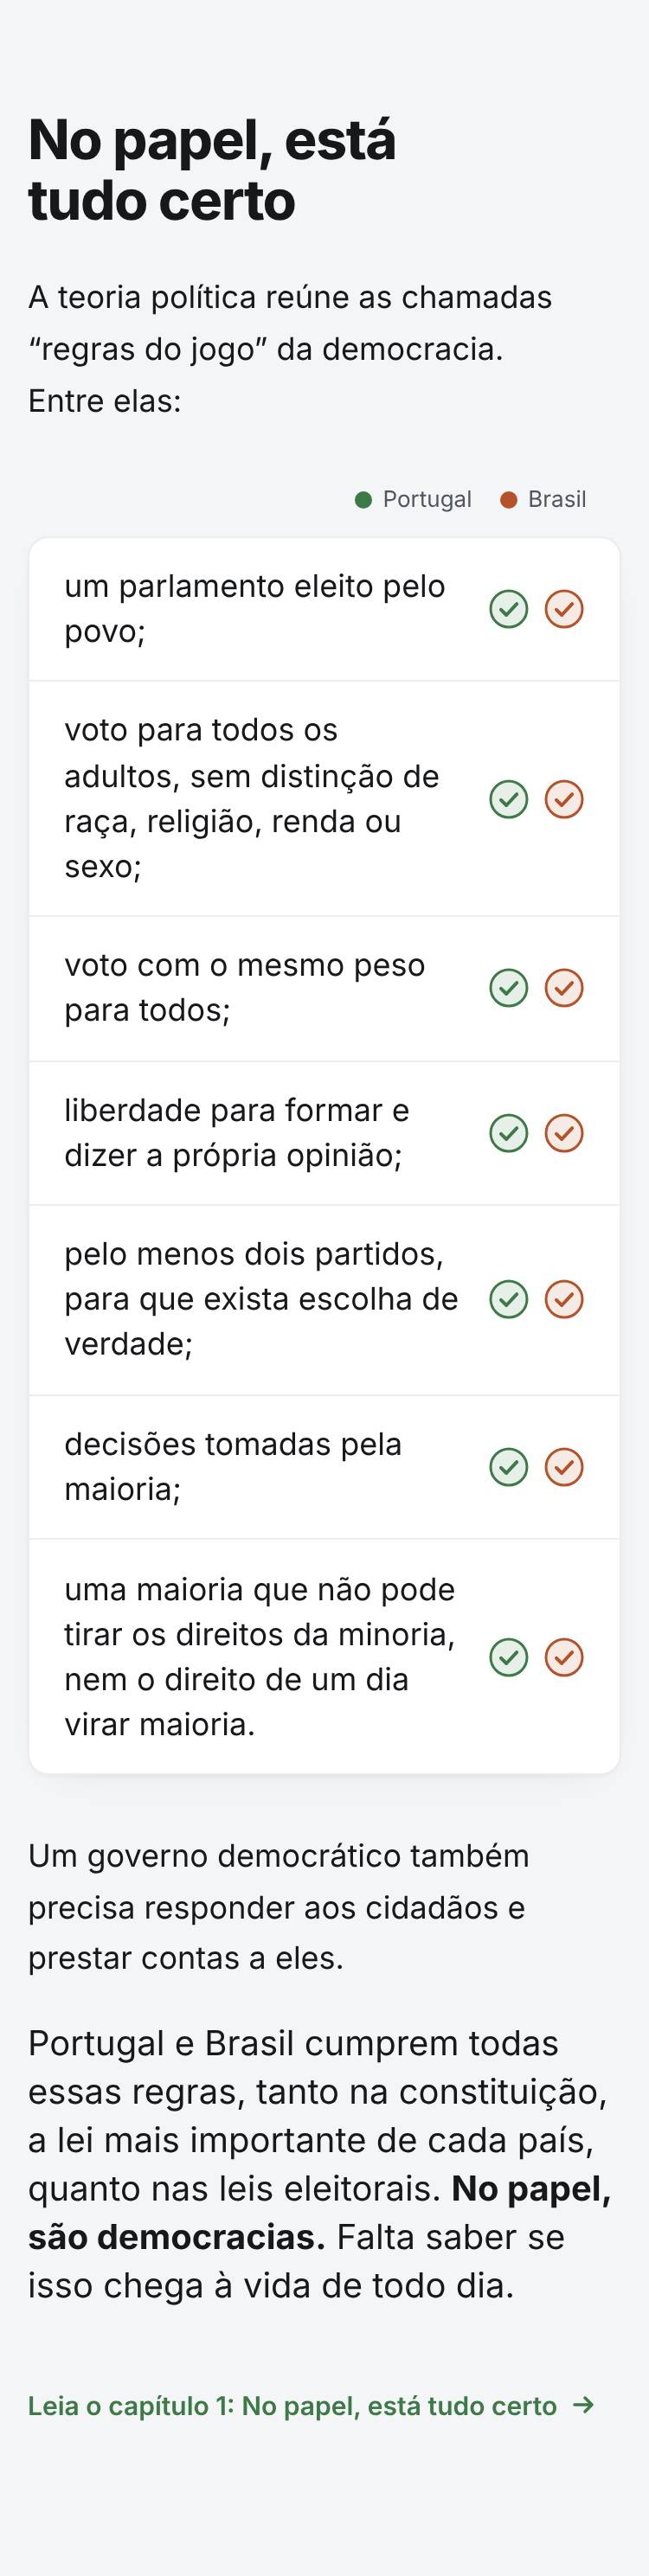 No papel, está
tudo certo
A teoria política reúne as chamadas
“regras do jogo” da democracia.
Entre elas:
Portugal Brasil
um parlamento eleito pelo
povo;
voto para todos os
adultos, sem distinção de
raça, religião, renda ou
sexo;
voto com o mesmo peso
para todos;
liberdade para formar e
dizer a própria opinião;
pelo menos dois partidos,
para que exista escolha de
verdade;
decisões tomadas pela
maioria;
uma maioria que não pode
tirar os direitos da minoria,
nem o direito de um dia
virar maioria.
Um governo democrático também
precisa responder aos cidadãos e
prestar contas a eles.
Portugal e Brasil cumprem todas
essas regras, tanto na constituição,
a lei mais importante de cada país,
quanto nas leis eleitorais. No papel,
são democracias. Falta saber se
isso chega à vida de todo dia.
Leia o capítulo 1: No papel, está tudo certo →